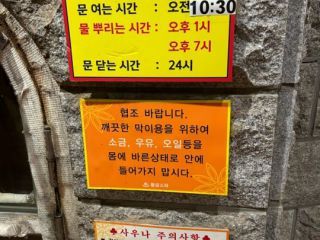 문 여는 시간 : 오전 10:30
물 뿌리는 시간 : 오후 1시
오후 7시
문 닫는 시간 : 24시
협조 바랍니다.
깨끗한 막이용을 위하여
소금, 우유, 오일등을
몸에 바른상태로 안에
들어가지 맙시다.
♣사우나 주의사항♣